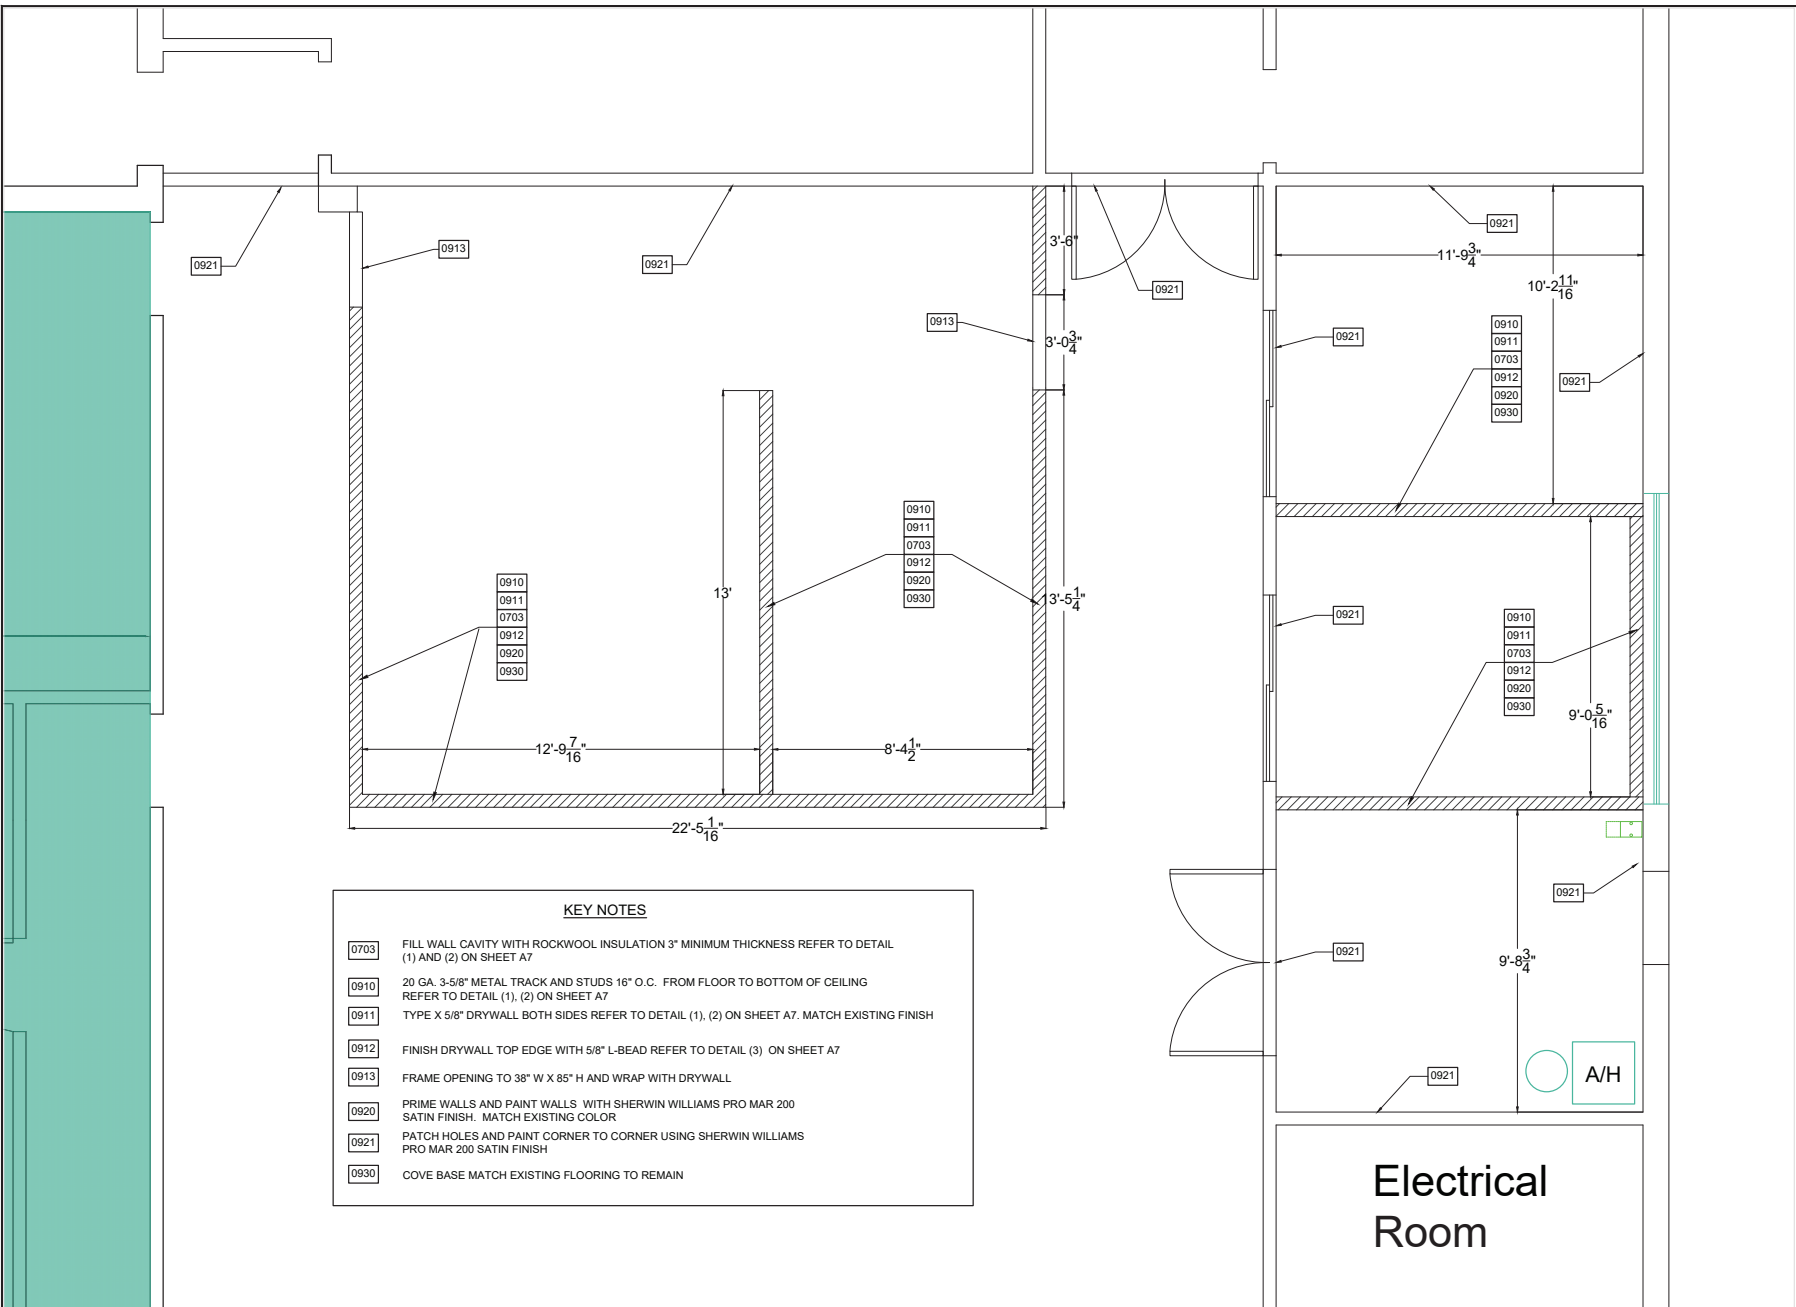 0921
0913
0921
3'-6"
0921
0921
11'-9 3/4"
10'-2 11/16"
0913
3'-0 3/4"
0921
0910
0911
0703
0912
0920
0930
0921
0910
0911
0703
0912
0920
0930
0910
0911
0703
0912
0920
0930
13'
13'-5 1/4"
0921
0910
0911
0703
0912
0920
0930
9'-0 5/16"
12'-9 7/16"
8'-4 1/2"
22'-5 1/16"
0921
0921
9'-8 3/4"
0921
A/H
KEY NOTES
0703 FILL WALL CAVITY WITH ROCKWOOL INSULATION 3" MINIMUM THICKNESS REFER TO DETAIL
(1) AND (2) ON SHEET A7
0910 20 GA. 3-5/8" METAL TRACK AND STUDS 16" O.C. FROM FLOOR TO BOTTOM OF CEILING
REFER TO DETAIL (1), (2) ON SHEET A7
0911 TYPE X 5/8" DRYWALL BOTH SIDES REFER TO DETAIL (1), (2) ON SHEET A7. MATCH EXISTING FINISH
0912 FINISH DRYWALL TOP EDGE WITH 5/8" L-BEAD REFER TO DETAIL (3) ON SHEET A7
0913 FRAME OPENING TO 38" W X 85" H AND WRAP WITH DRYWALL
0920 PRIME WALLS AND PAINT WALLS WITH SHERWIN WILLIAMS PRO MAR 200
SATIN FINISH. MATCH EXISTING COLOR
0921 PATCH HOLES AND PAINT CORNER TO CORNER USING SHERWIN WILLIAMS
PRO MAR 200 SATIN FINISH
0930 COVE BASE MATCH EXISTING FLOORING TO REMAIN
Electrical
Room